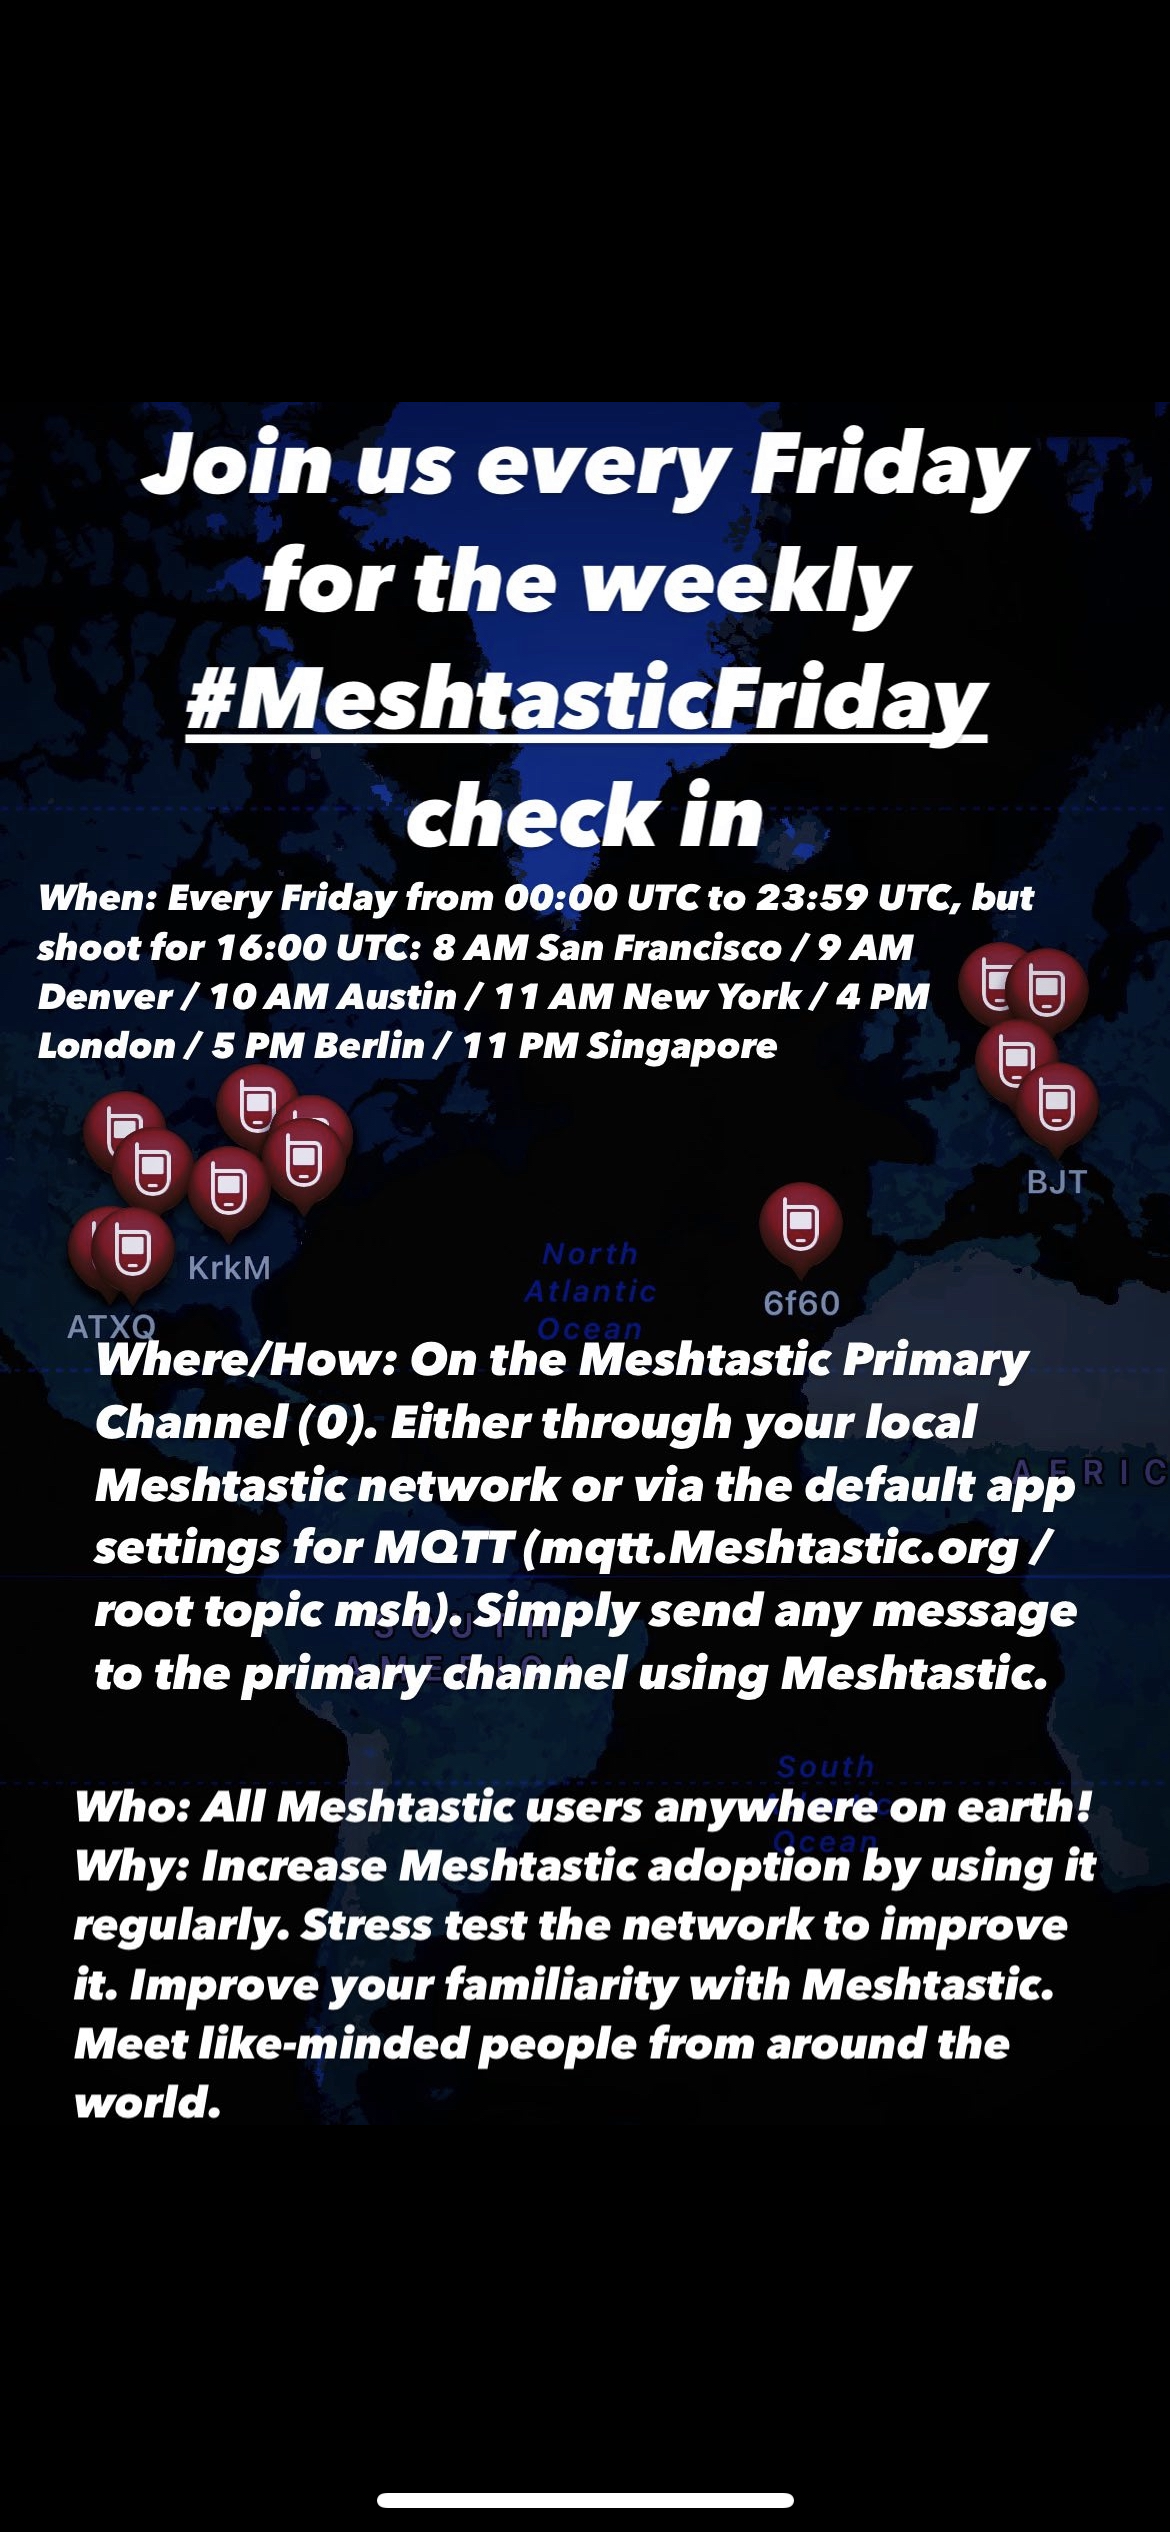 Join us every Friday
for the weekly
#MeshtasticFriday
check in
When: Every Friday from 00:00 UTC to 23:59 UTC, but
shoot for 16:00 UTC: 8 AM San Francisco / 9 AM
Denver / 10 AM Austin / 11 AM New York / 4 PM
London / 5 PM Berlin / 11 PM Singapore
BJT
KrkM
North
Atlantic
Ocean
6f60
ATXQ
Where/How: On the Meshtastic Primary
Channel (0). Either through your local
Meshtastic network or via the default app
settings for MQTT (mqtt.Meshtastic.org /
root topic msh). Simply send any message
to the primary channel using Meshtastic.
AFRIC
SOUTH
AMERICA
South
Ocean
Who: All Meshtastic users anywhere on earth!
Why: Increase Meshtastic adoption by using it
regularly. Stress test the network to improve
it. Improve your familiarity with Meshtastic.
Meet like-minded people from around the
world.